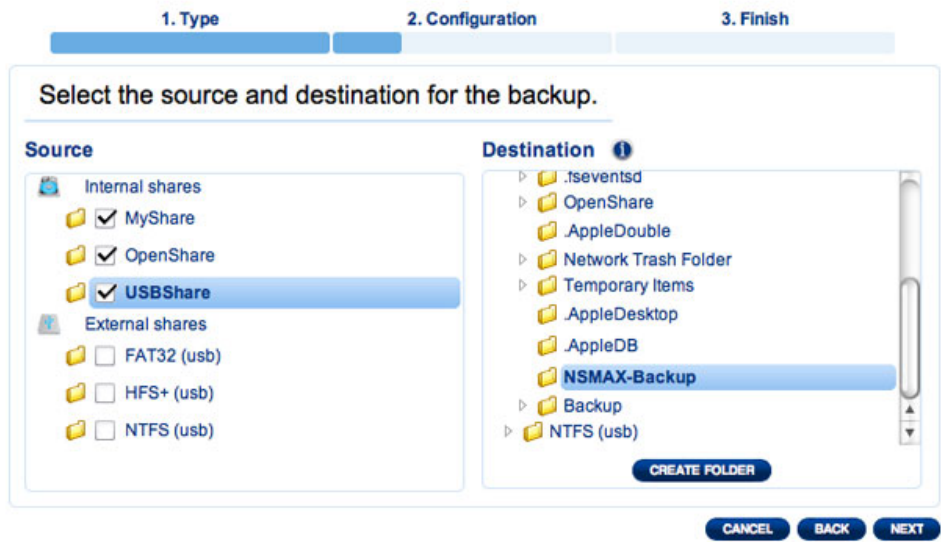 1. Type 2. Configuration 3. Finish
Select the source and destination for the backup.
Source
Internal shares
MyShare
OpenShare
USBShare
External shares
FAT32 (usb)
HFS+ (usb)
NTFS (usb)
Destination
.fseventsd
OpenShare
.AppleDouble
Network Trash Folder
Temporary Items
.AppleDesktop
.AppleDB
NSMAX-Backup
Backup
NTFS (usb)
CREATE FOLDER
CANCEL BACK NEXT